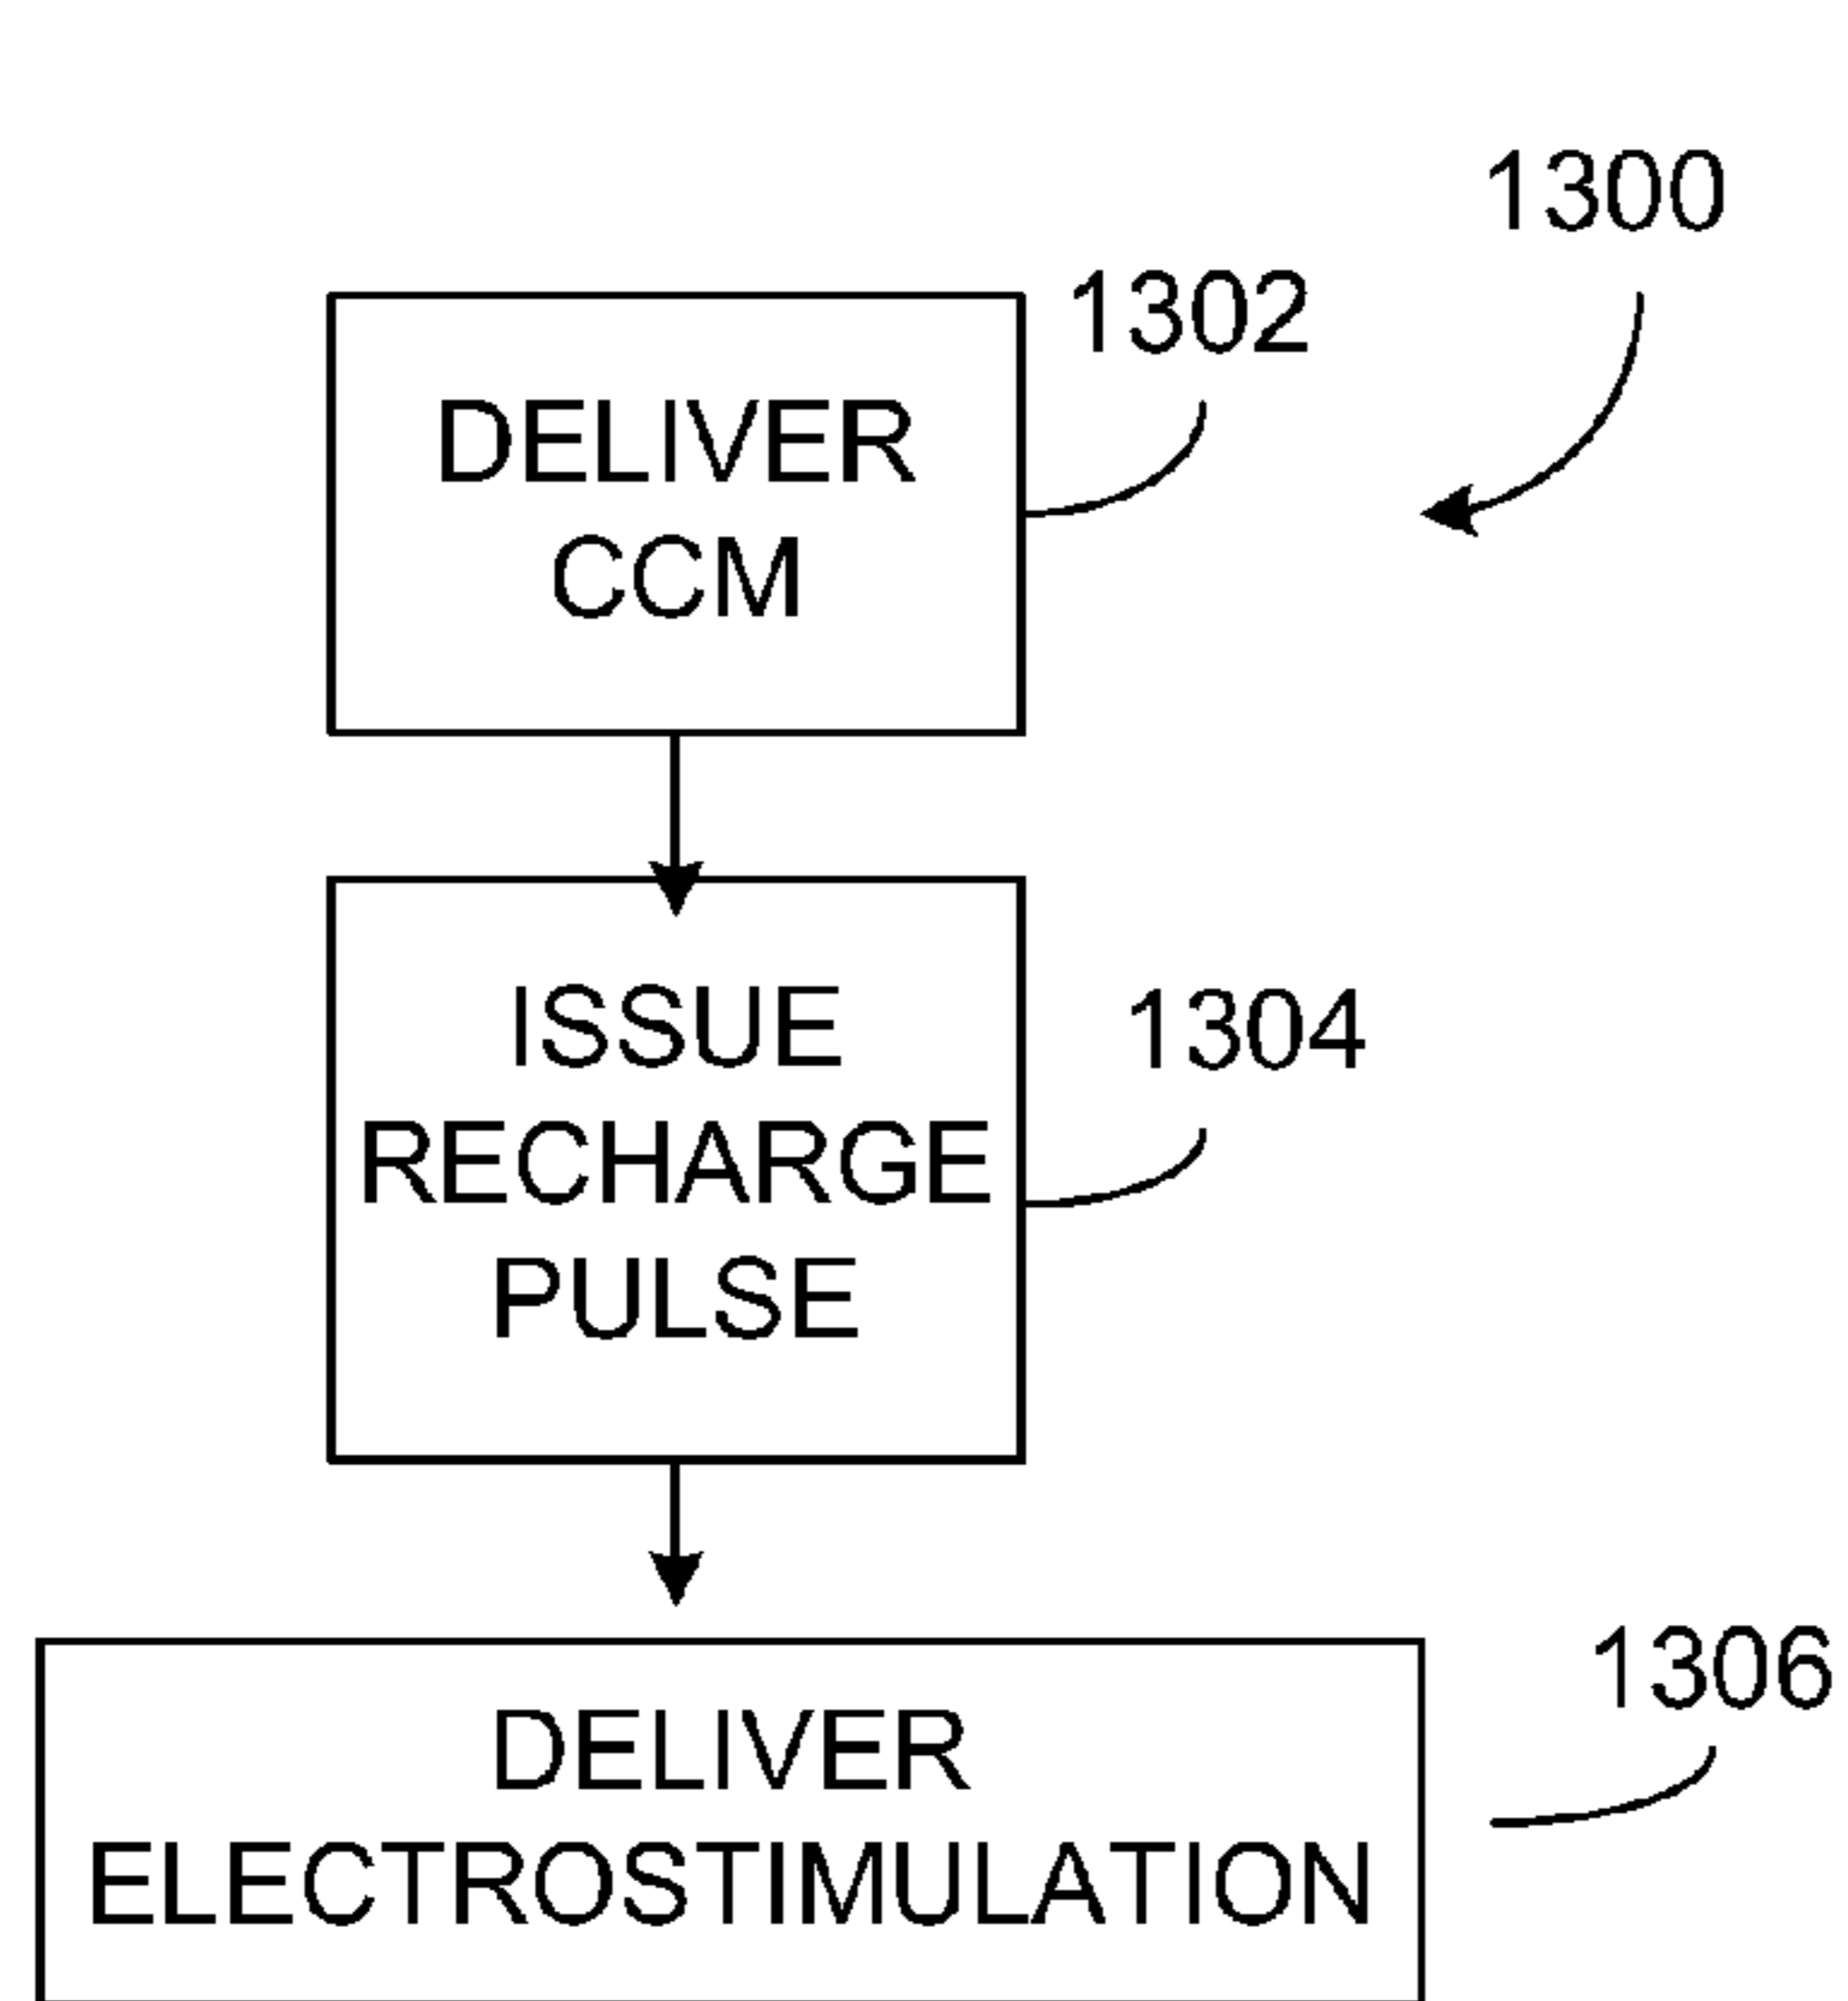 1300
1302
DELIVER
CCM
ISSUE
RECHARGE
PULSE
1304
DELIVER
ELECTROSTIMULATION
1306